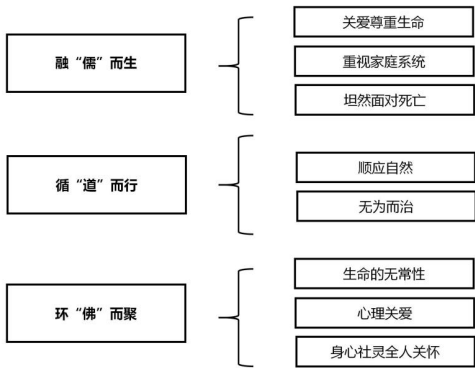 融“儒”而生
关爱尊重生命
重视家庭系统
坦然面对死亡
循“道”而行
顺应自然
无为而治
环“佛”而聚
生命的无常性
心理关爱
身心社灵全人关怀